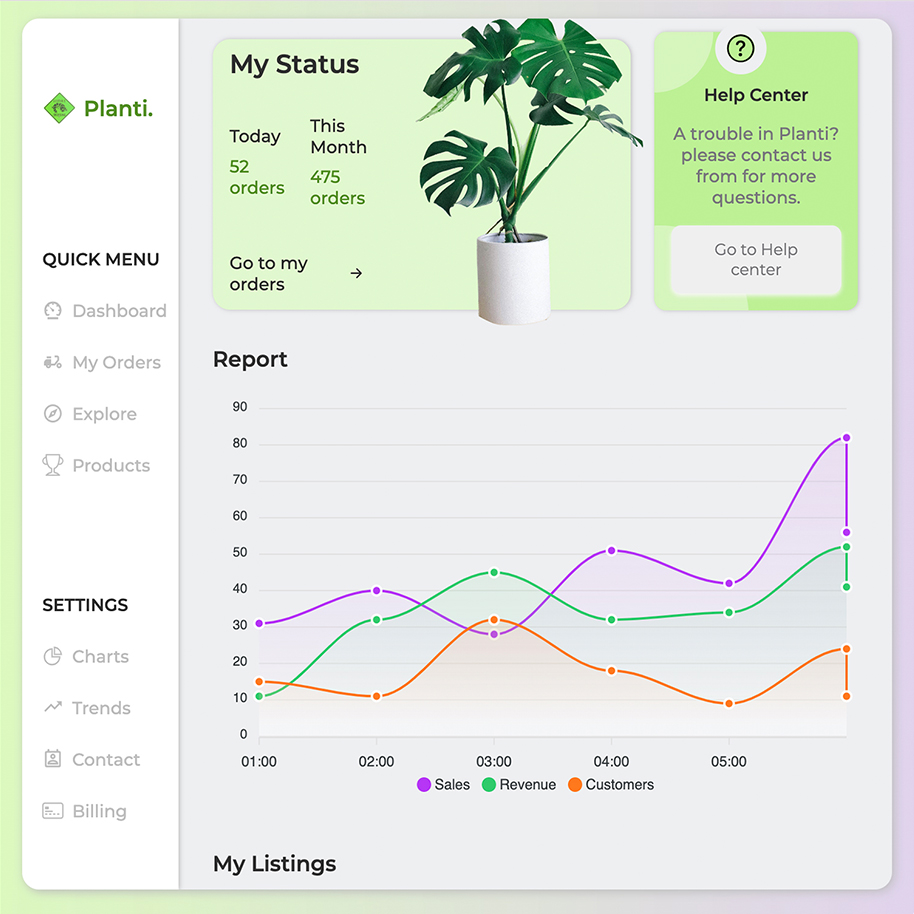 Planti.
QUICK MENU
Dashboard
My Orders
Explore
Products
SETTINGS
Charts
Trends
Contact
Billing
My Status
Today
52
orders
This
Month
475
orders
Go to my
orders
?
Help Center
A trouble in Planti?
please contact us
from for more
questions.
Go to Help
center
Report
90
80
70
60
50
40
30
20
10
0
01:00 02:00 03:00 04:00 05:00
Sales Revenue Customers
My Listings